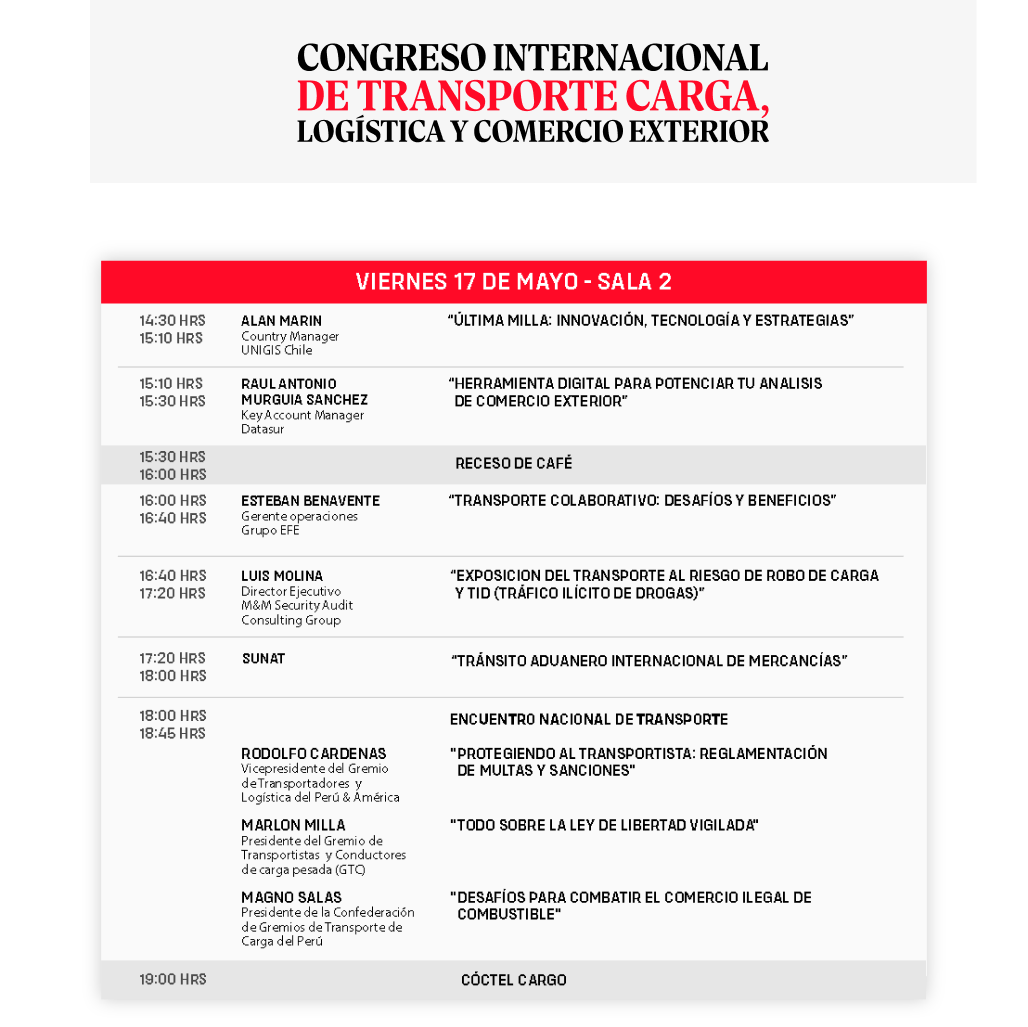 CONGRESO INTERNACIONAL
DE TRANSPORTE CARGA,
LOGÍSTICA Y COMERCIO EXTERIOR
VIERNES 17 DE MAYO - SALA 2
14:30 HRS
15:10 HRS
ALAN MARIN
Country Manager
UNIGIS Chile
“ÚLTIMA MILLA: INNOVACIÓN, TECNOLOGÍA Y ESTRATEGIAS”
15:10 HRS
15:30 HRS
RAUL ANTONIO
MURGUIA SANCHEZ
Key Account Manager
Datasur
“HERRAMIENTA DIGITAL PARA POTENCIAR TU ANALISIS
DE COMERCIO EXTERIOR”
15:30 HRS
16:00 HRS
RECESO DE CAFÉ
16:00 HRS
16:40 HRS
ESTEBAN BENAVENTE
Gerente operaciones
Grupo EFE
“TRANSPORTE COLABORATIVO: DESAFÍOS Y BENEFICIOS”
16:40 HRS
17:20 HRS
LUIS MOLINA
Director Ejecutivo
M&M Security Audit
Consulting Group
“EXPOSICION DEL TRANSPORTE AL RIESGO DE ROBO DE CARGA
Y TID (TRÁFICO ILÍCITO DE DROGAS)”
17:20 HRS
18:00 HRS
SUNAT
“TRÁNSITO ADUANERO INTERNACIONAL DE MERCANCÍAS”
18:00 HRS
18:45 HRS
ENCUENTRO NACIONAL DE TRANSPORTE
RODOLFO CARDENAS
Vicepresidente del Gremio
de Transportadores y
Logística del Perú & América
"PROTEGIENDO AL TRANSPORTISTA: REGLAMENTACIÓN
DE MULTAS Y SANCIONES"
MARLON MILLA
Presidente del Gremio de
Transportistas y Conductores
de carga pesada (GTC)
"TODO SOBRE LA LEY DE LIBERTAD VIGILADA"
MAGNO SALAS
Presidente de la Confederación
de Gremios de Transporte de
Carga del Perú
"DESAFÍOS PARA COMBATIR EL COMERCIO ILEGAL DE
COMBUSTIBLE"
19:00 HRS
CÓCTEL CARGO